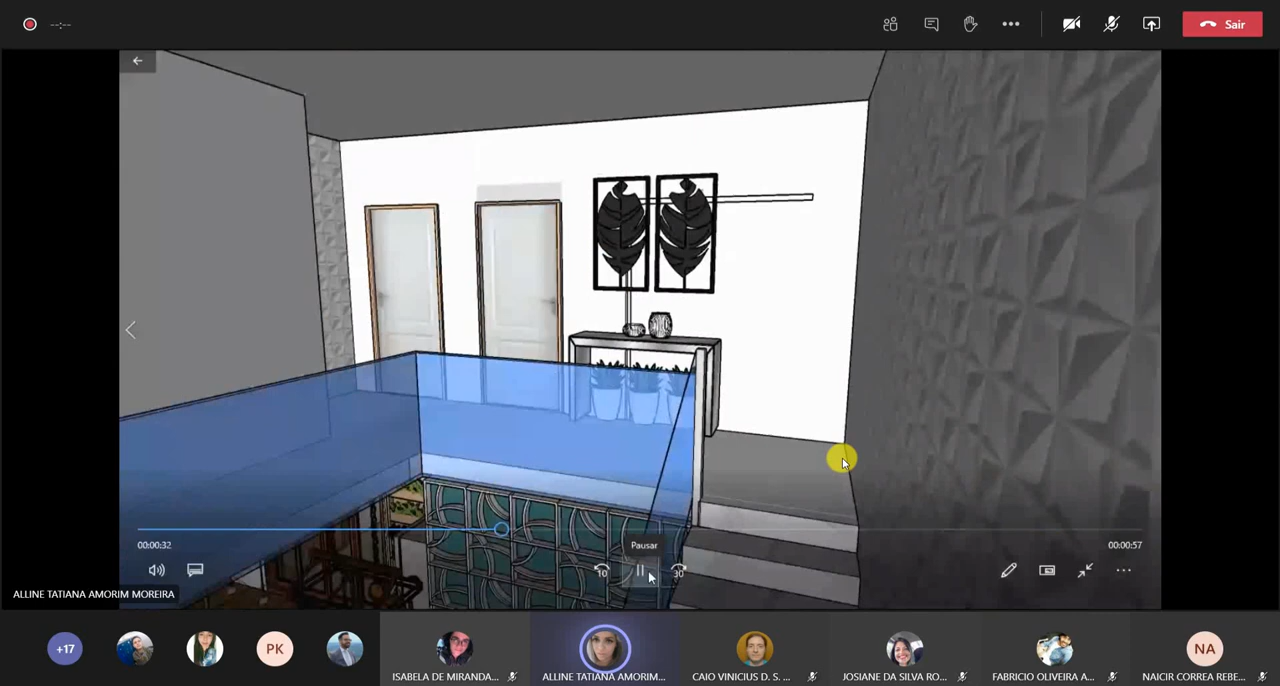 --:--
Sair
00:00:32
Pausar
00:00:57
10
30
ALLINE TATIANA AMORIM MOREIRA
+17
PK
NA
ISABELA DE MIRANDA...
ALLINE TATIANA AMORIM...
CAIO VINICIUS D. S. ...
JOSIANE DA SILVA RO...
FABRICIO OLIVEIRA A...
NAICIR CORREA REBE...